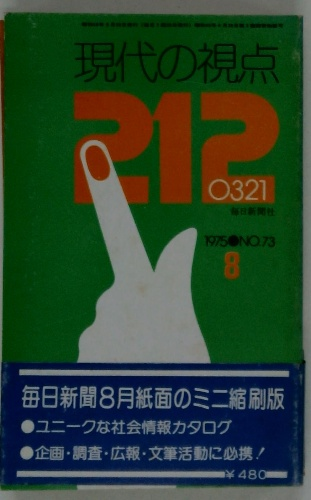 現代の視点
212
0321
毎日新聞社
1975●NO.73
8
毎日新聞8月紙面のミニ縮刷版
●ユニークな社会情報カタログ
●企画・調査・広報・文筆活動に必携!
￥480